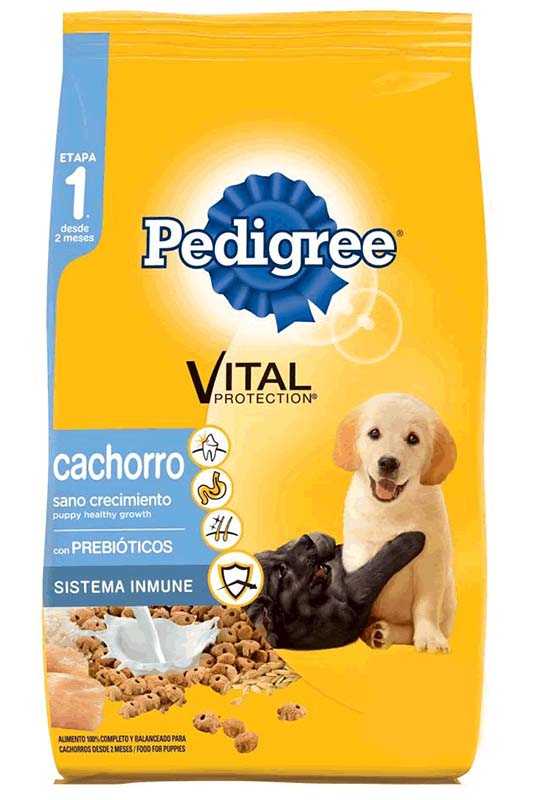 ETAPA
1
desde
2 meses
Pedigree®
VITAL
PROTECTION®
cachorro
sano crecimiento
puppy healthy growth
con PREBIÓTICOS
SISTEMA INMUNE
ALIMENTO 100% COMPLETO Y BALANCEADO PARA
CACHORROS DESDE 2 MESES / FOOD FOR PUPPIES